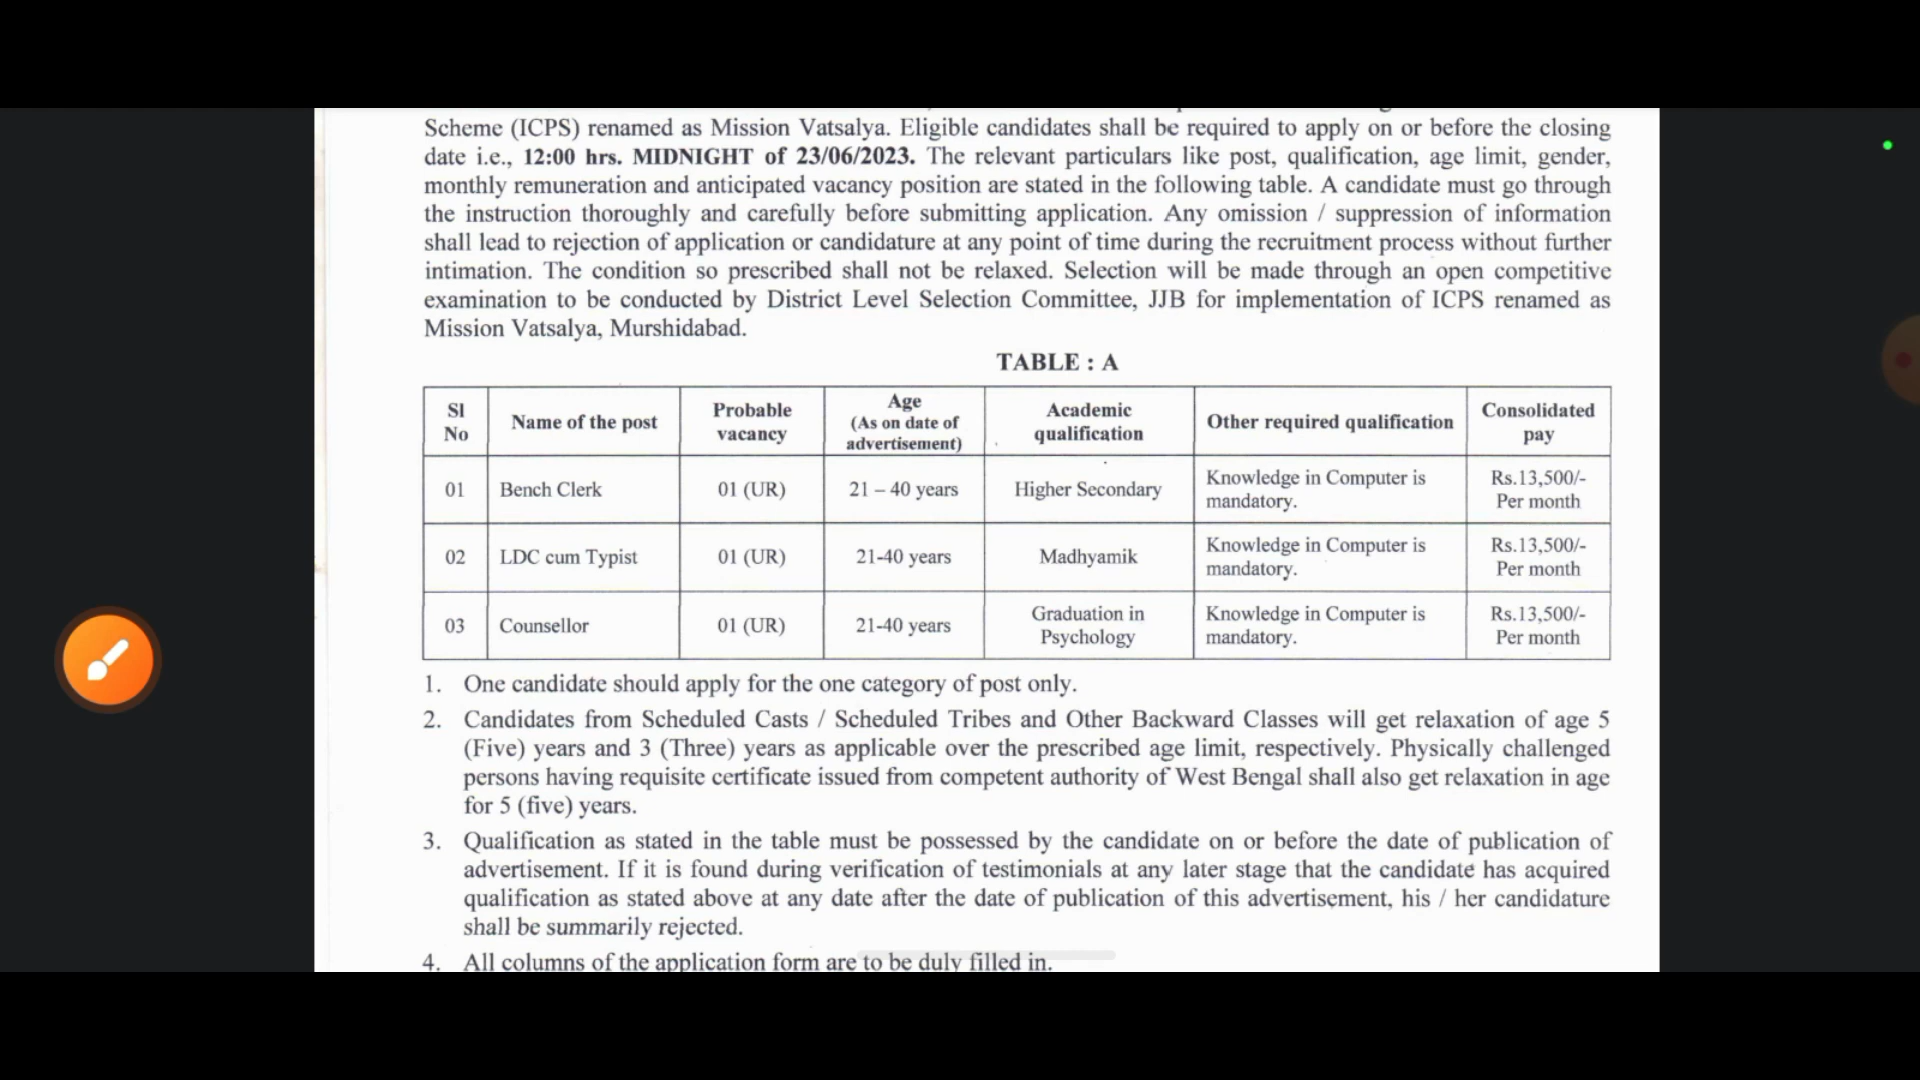 Scheme (ICPS) renamed as Mission Vatsalya. Eligible candidates shall be required to apply on or before the closing
date i.e., 12:00 hrs. MIDNIGHT of 23/06/2023. The relevant particulars like post, qualification, age limit, gender,
monthly remuneration and anticipated vacancy position are stated in the following table. A candidate must go through
the instruction thoroughly and carefully before submitting application. Any omission / suppression of information
shall lead to rejection of application or candidature at any point of time during the recruitment process without further
intimation. The condition so prescribed shall not be relaxed. Selection will be made through an open competitive
examination to be conducted by District Level Selection Committee, JJB for implementation of ICPS renamed as
Mission Vatsalya, Murshidabad.
TABLE : A
Sl No | Name of the post | Probable vacancy | Age (As on date of advertisement) | Academic qualification | Other required qualification | Consolidated pay
01 | Bench Clerk | 01 (UR) | 21 – 40 years | Higher Secondary | Knowledge in Computer is mandatory. | Rs.13,500/- Per month
02 | LDC cum Typist | 01 (UR) | 21-40 years | Madhyamik | Knowledge in Computer is mandatory. | Rs.13,500/- Per month
03 | Counsellor | 01 (UR) | 21-40 years | Graduation in Psychology | Knowledge in Computer is mandatory. | Rs.13,500/- Per month
1. One candidate should apply for the one category of post only.
2. Candidates from Scheduled Casts / Scheduled Tribes and Other Backward Classes will get relaxation of age 5
(Five) years and 3 (Three) years as applicable over the prescribed age limit, respectively. Physically challenged
persons having requisite certificate issued from competent authority of West Bengal shall also get relaxation in age
for 5 (five) years.
3. Qualification as stated in the table must be possessed by the candidate on or before the date of publication of
advertisement. If it is found during verification of testimonials at any later stage that the candidate has acquired
qualification as stated above at any date after the date of publication of this advertisement, his / her candidature
shall be summarily rejected.
4. All columns of the application form are to be duly filled in.